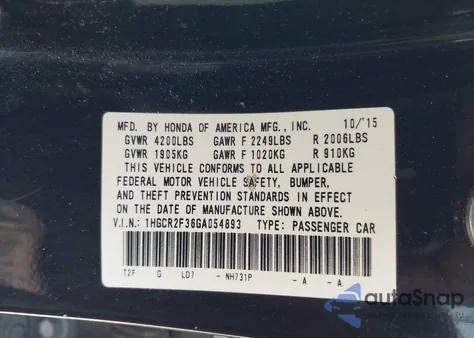 MFD. BY HONDA OF AMERICA MFG., INC. 10/'15
GVWR 4200LBS GAWR F 2249LBS R 2006LBS
GVWR 1905KG GAWR F 1020KG R 910KG
THIS VEHICLE CONFORMS TO ALL APPLICABLE
FEDERAL MOTOR VEHICLE SAFETY, BUMPER,
AND THEFT PREVENTION STANDARDS IN EFFECT
ON THE DATE OF MANUFACTURE SHOWN ABOVE.
V.I.N.: 1HGCR2F36GA054893 TYPE: PASSENGER CAR
T2F G LD7 - NH731P - A - A
autoSnap